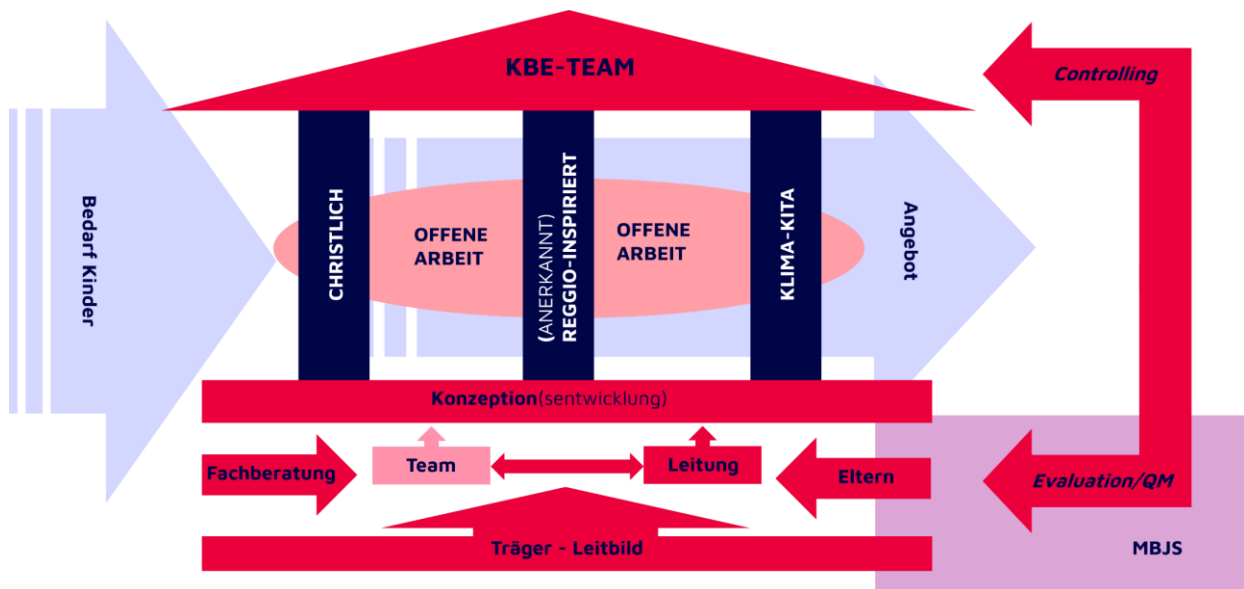 KBE-TEAM
Controlling
Bedarf Kinder
CHRISTLICH
OFFENE
ARBEIT
(ANERKANNT)
REGGIO-INSPIRIERT
OFFENE
ARBEIT
KLIMA-KITA
Angebot
Konzeption(sentwicklung)
Fachberatung
Team
Leitung
Eltern
Evaluation/QM
Träger - Leitbild
MBJS